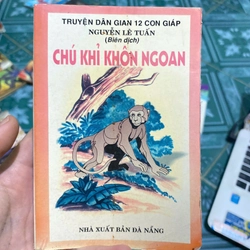 TRUYỆN DÂN GIAN 12 CON GIÁP
NGUYỄN LÊ TUẤN
(Biên dịch)
CHÚ KHỈ KHÔN NGOAN
NHÀ XUẤT BẢN ĐÀ NẴNG